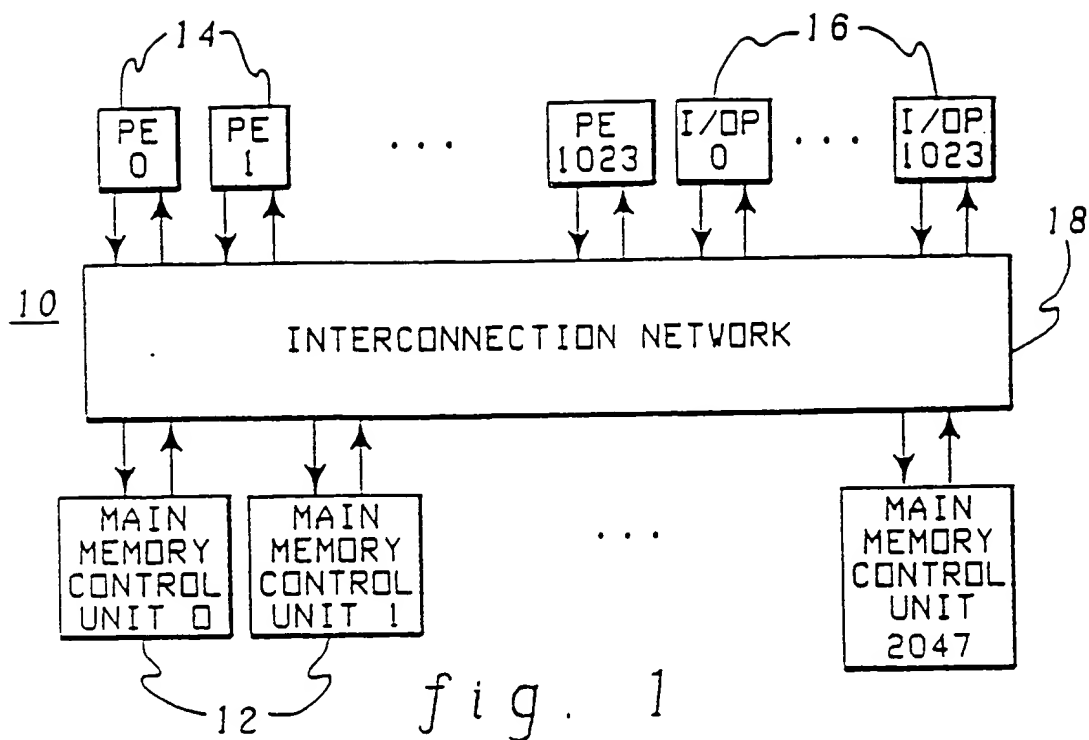 14
16
PE
0
PE
1
. . .
PE
1023
I/OP
0
. . .
I/OP
1023
18
10
INTERCONNECTION NETWORK
MAIN
MEMORY
CONTROL
UNIT 0
MAIN
MEMORY
CONTROL
UNIT 1
. . .
MAIN
MEMORY
CONTROL
UNIT
2047
12
fig. 1